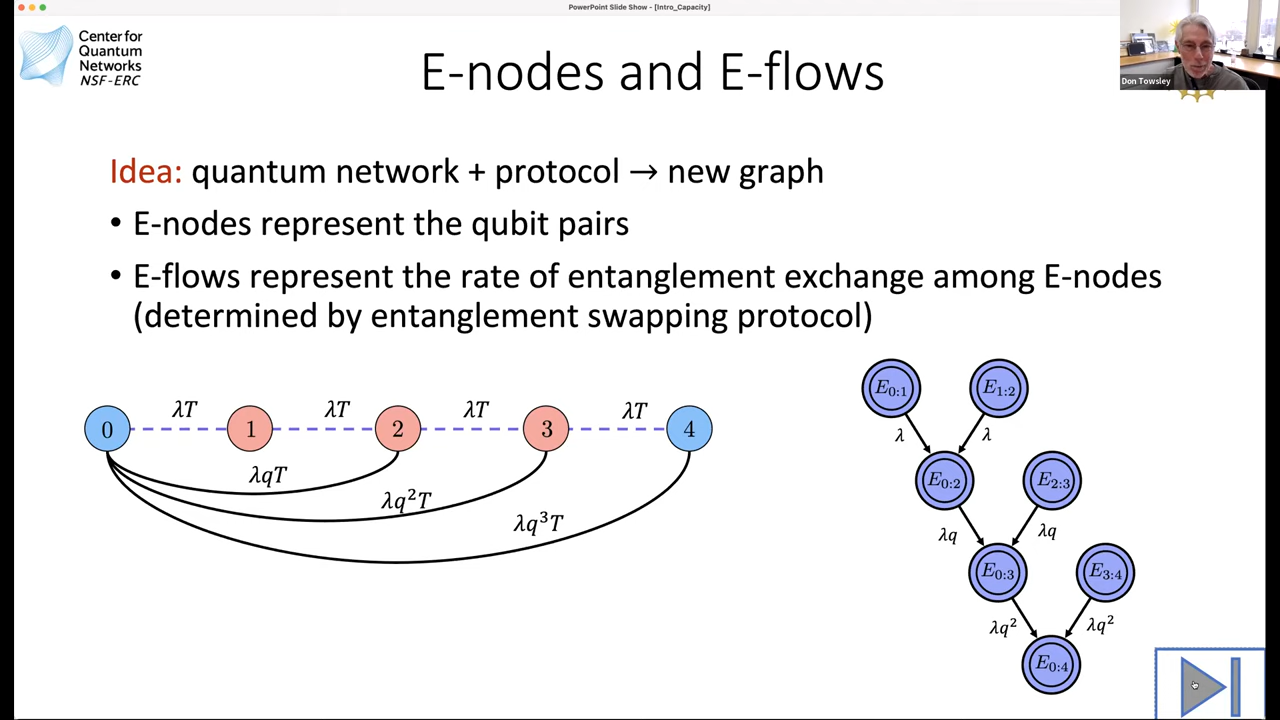 PowerPoint Slide Show - [Intro_Capacity]
Center for
Quantum
Networks
NSF-ERC
E-nodes and E-flows
Don Towsley
Idea: quantum network + protocol → new graph
• E-nodes represent the qubit pairs
• E-flows represent the rate of entanglement exchange among E-nodes
(determined by entanglement swapping protocol)
λT λT λT λT
0 1 2 3 4
λqT
λq²T
λq³T
E₀:₁ E₁:₂
λ λ
E₀:₂ E₂:₃
λq λq
E₀:₃ E₃:₄
λq² λq²
E₀:₄